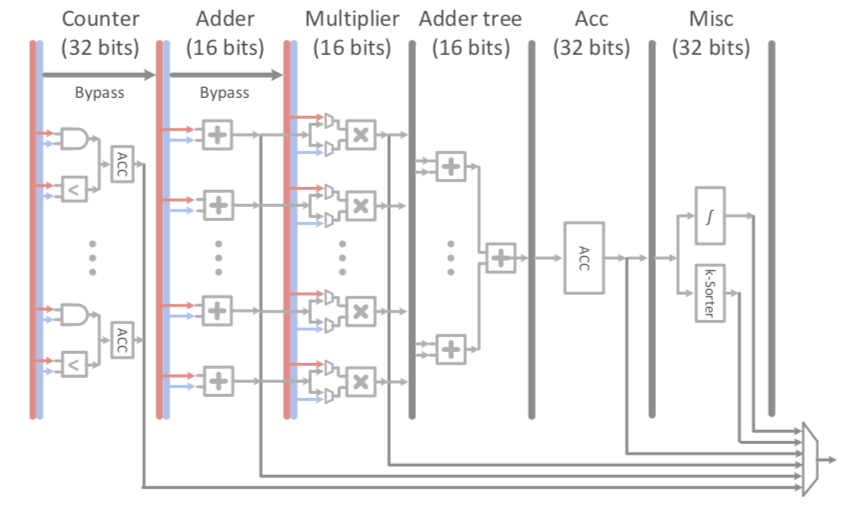 Counter
(32 bits)
Adder
(16 bits)
Multiplier
(16 bits)
Adder tree
(16 bits)
Acc
(32 bits)
Misc
(32 bits)
Bypass
Bypass
ACC
<
+
×
+
+
×
+
ACC
∫
k-Sorter
ACC
<
+
×
+
+
×